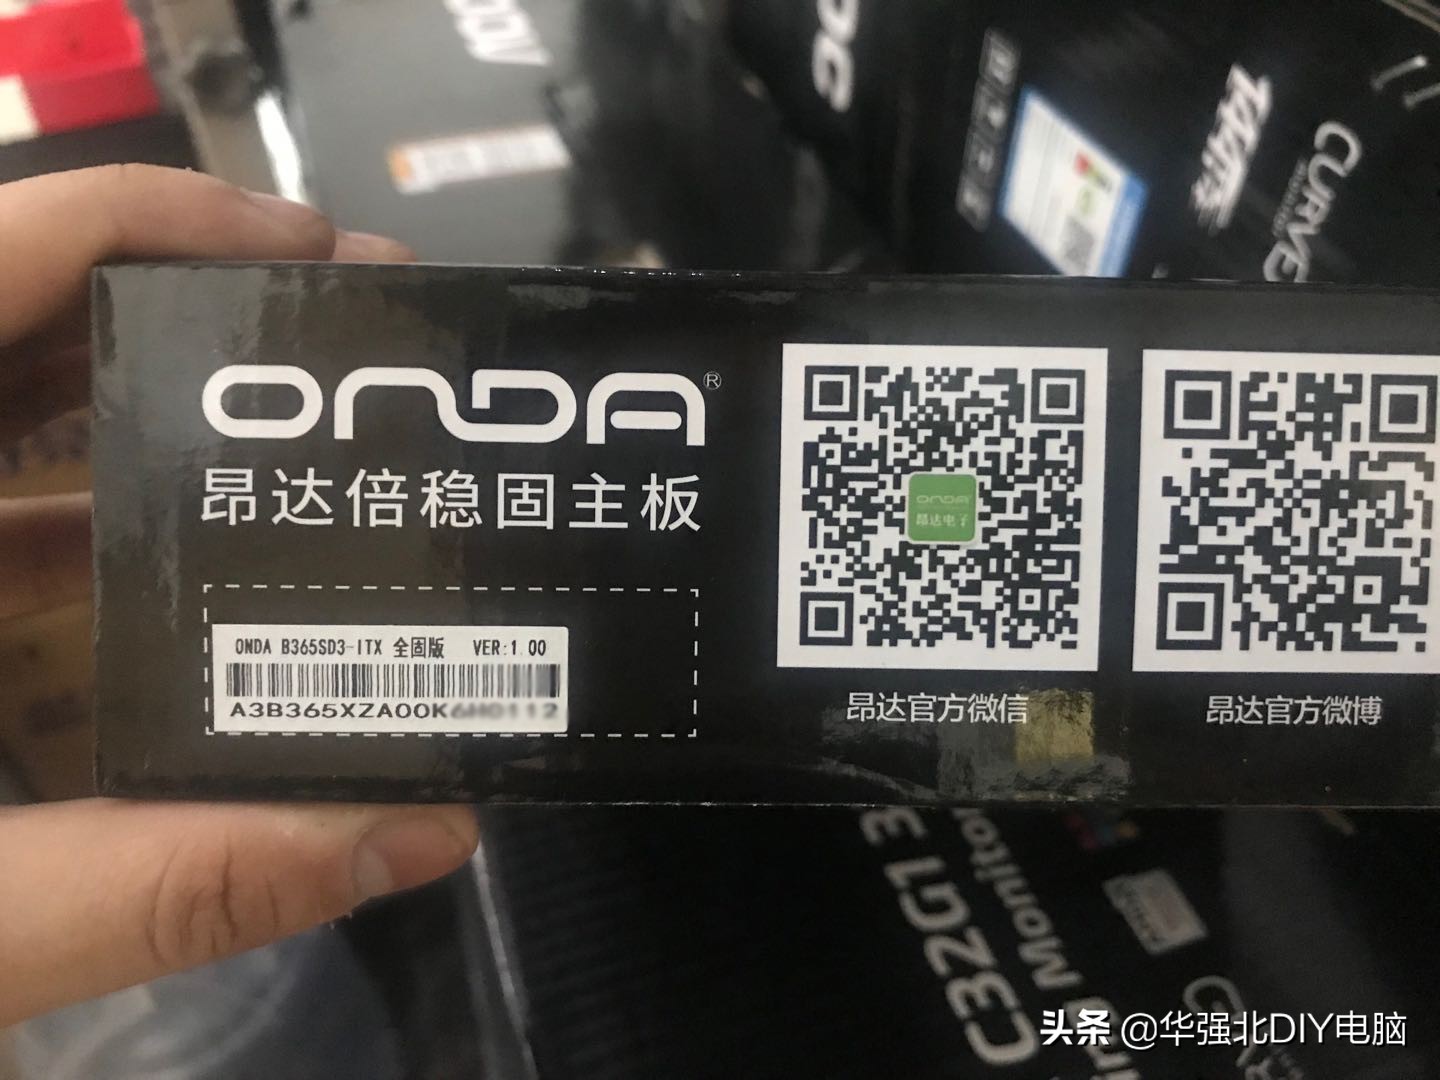 AOC
AOC
CURVE
ONDA®
昂达倍稳固主板
ONDA B365SD3-ITX 全固版 VER:1.00
A3B365XZA00K
ONDA
昂达电子
昂达官方微信
昂达官方微博
C32G1
Monitor
头条 @华强北DIY电脑